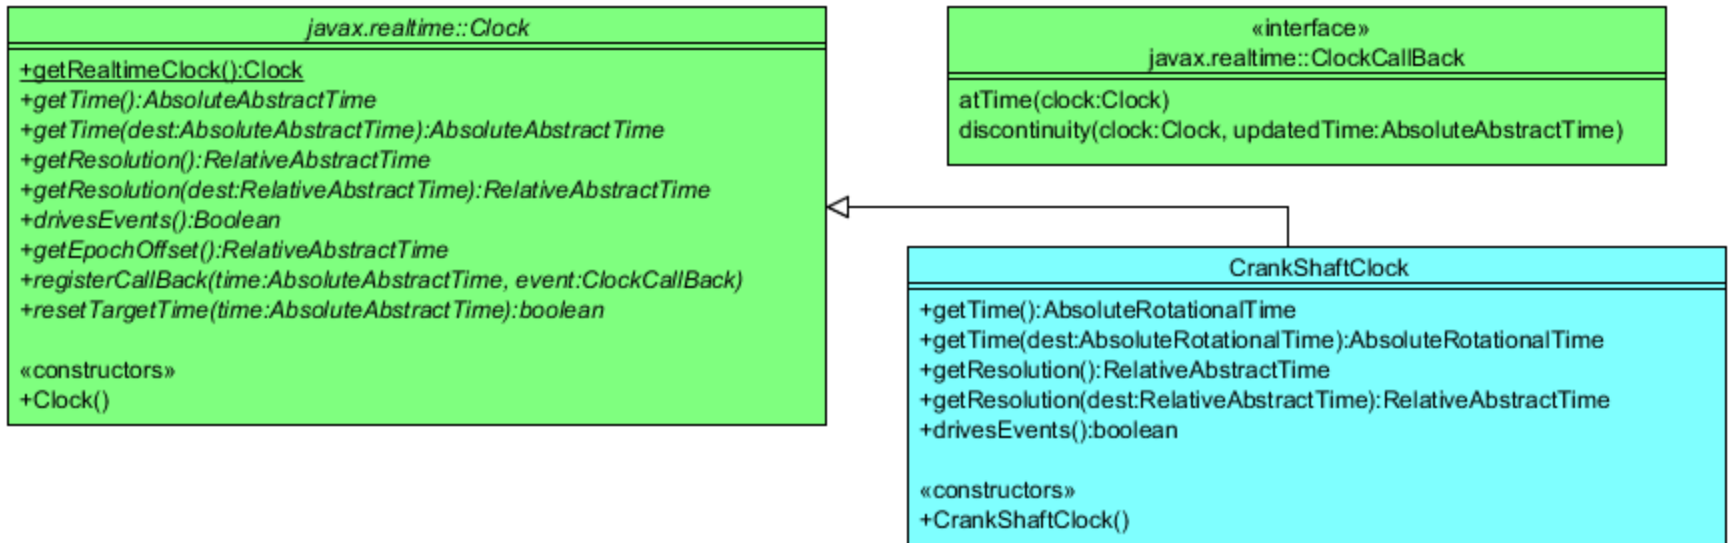 javax.realtime::Clock
+getRealtimeClock():Clock
+getTime():AbsoluteAbstractTime
+getTime(dest:AbsoluteAbstractTime):AbsoluteAbstractTime
+getResolution():RelativeAbstractTime
+getResolution(dest:RelativeAbstractTime):RelativeAbstractTime
+drivesEvents():Boolean
+getEpochOffset():RelativeAbstractTime
+registerCallBack(time:AbsoluteAbstractTime, event:ClockCallBack)
+resetTargetTime(time:AbsoluteAbstractTime):boolean
«constructors»
+Clock()
«interface»
javax.realtime::ClockCallBack
atTime(clock:Clock)
discontinuity(clock:Clock, updatedTime:AbsoluteAbstractTime)
CrankShaftClock
+getTime():AbsoluteRotationalTime
+getTime(dest:AbsoluteRotationalTime):AbsoluteRotationalTime
+getResolution():RelativeAbstractTime
+getResolution(dest:RelativeAbstractTime):RelativeAbstractTime
+drivesEvents():boolean
«constructors»
+CrankShaftClock()